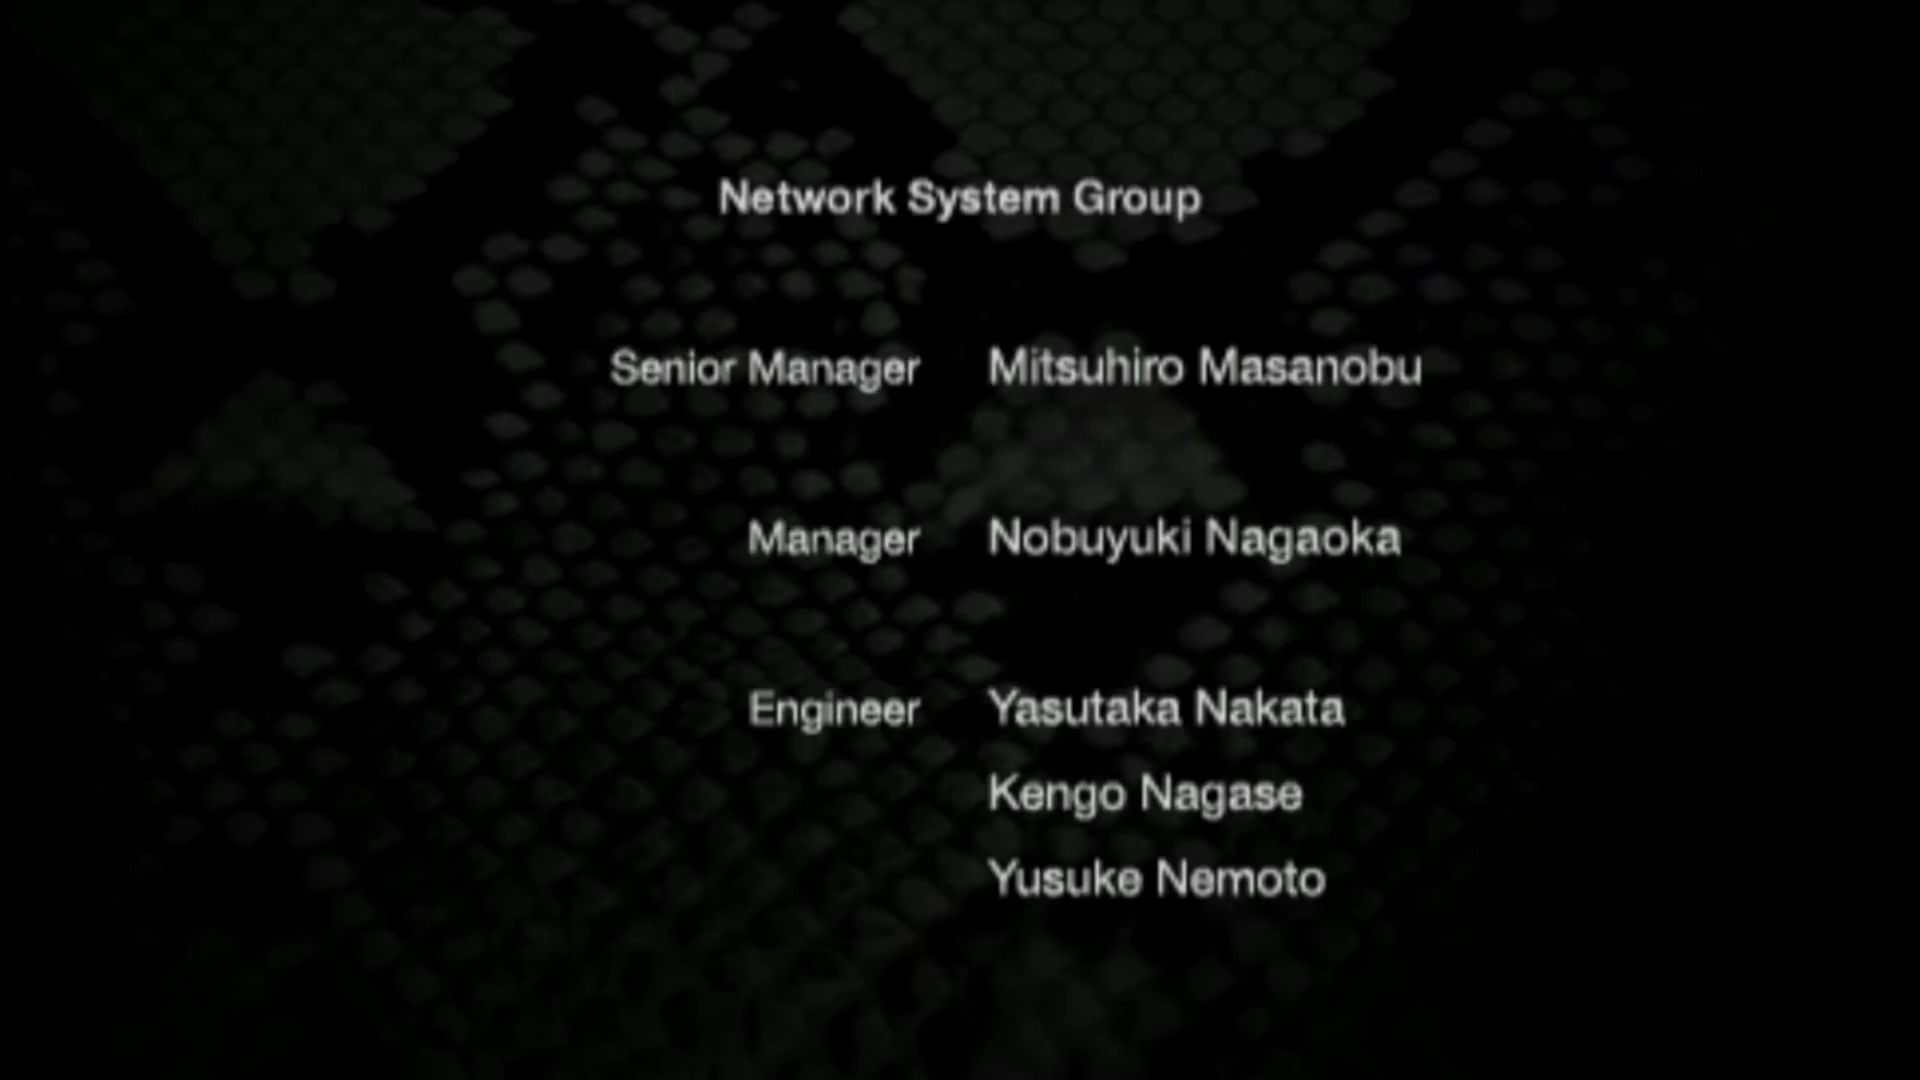 Network System Group
Senior Manager Mitsuhiro Masanobu
Manager Nobuyuki Nagaoka
Engineer Yasutaka Nakata
Kengo Nagase
Yusuke Nemoto